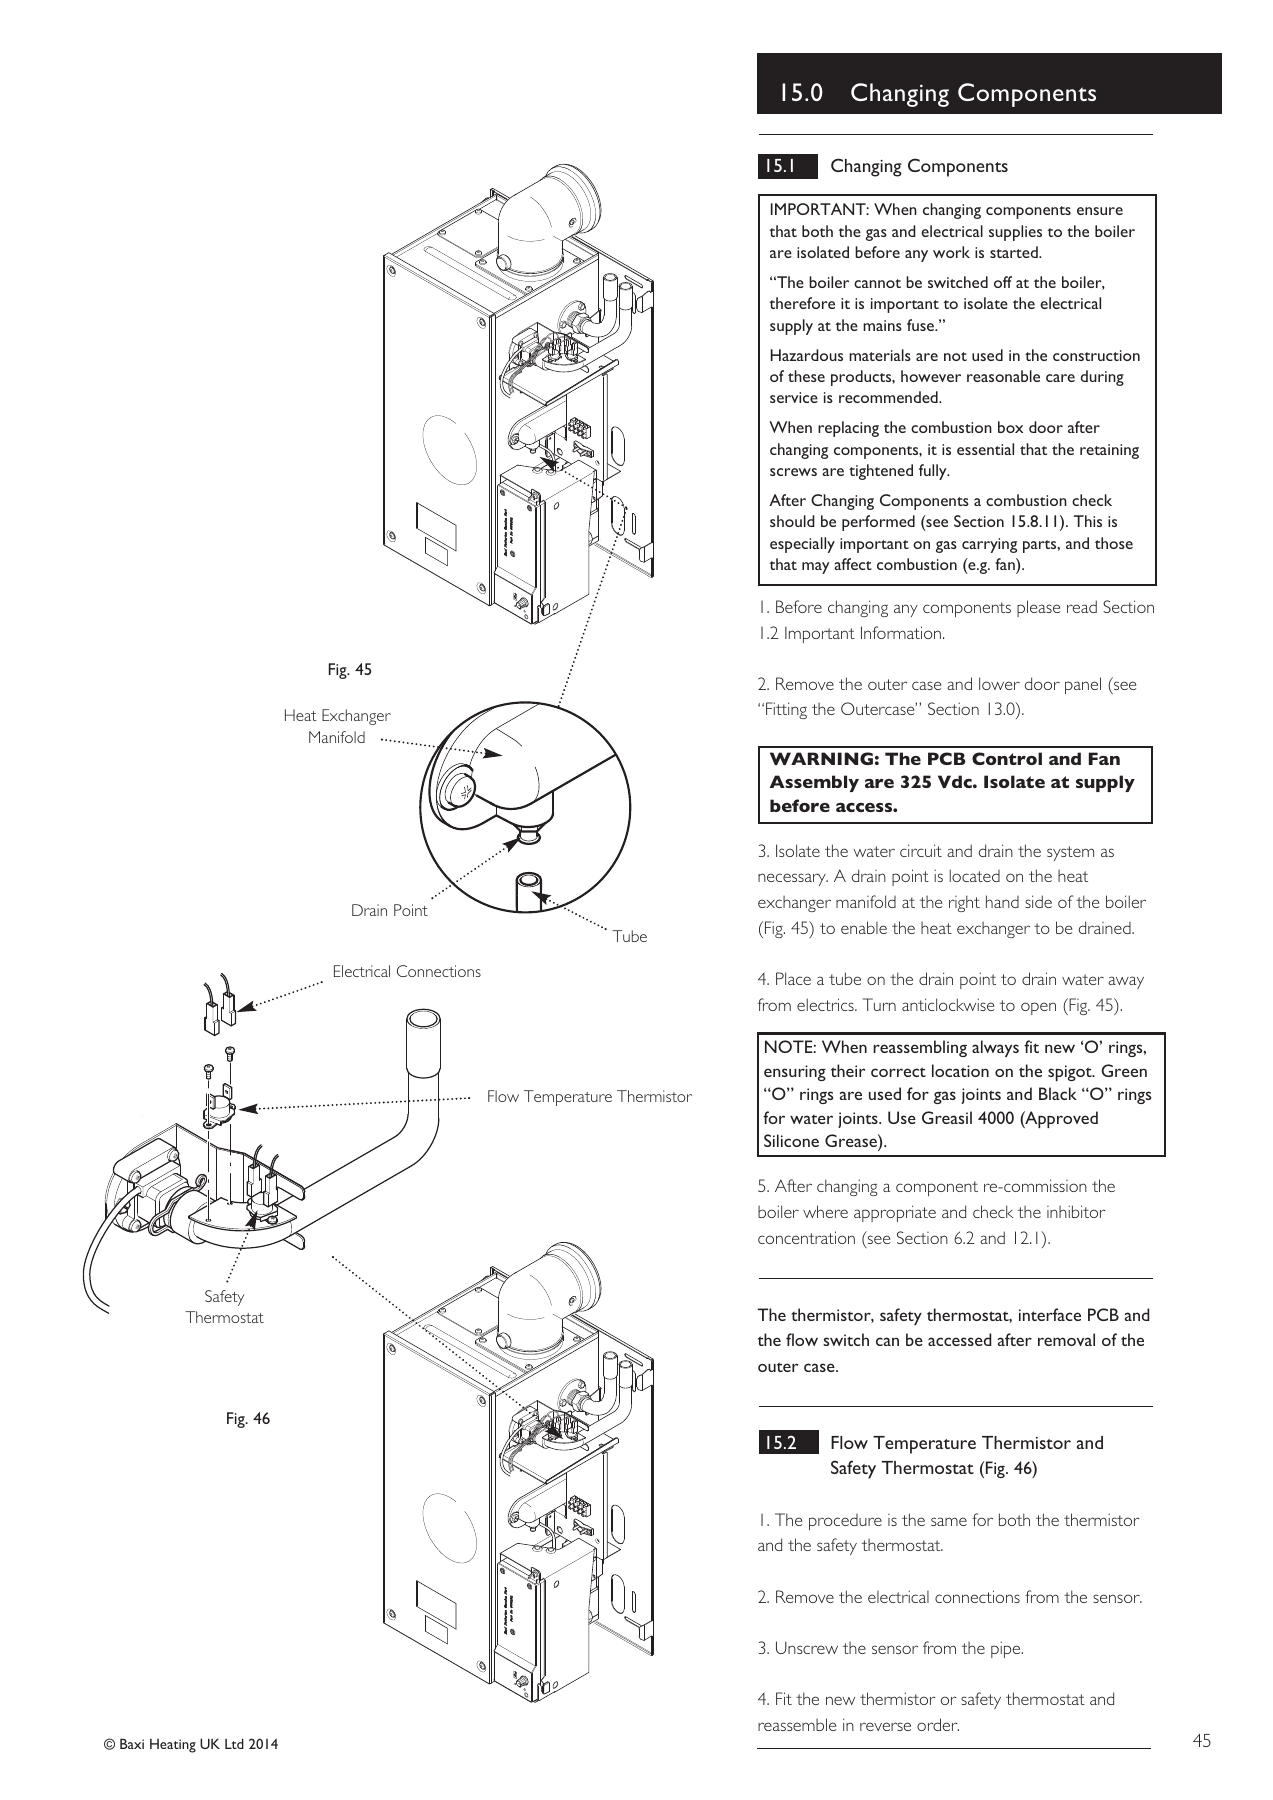 15.0 Changing Components
15.1 Changing Components
IMPORTANT: When changing components ensure
that both the gas and electrical supplies to the boiler
are isolated before any work is started.
“The boiler cannot be switched off at the boiler,
therefore it is important to isolate the electrical
supply at the mains fuse.”
Hazardous materials are not used in the construction
of these products, however reasonable care during
service is recommended.
When replacing the combustion box door after
changing components, it is essential that the retaining
screws are tightened fully.
After Changing Components a combustion check
should be performed (see Section 15.8.11). This is
especially important on gas carrying parts, and those
that may affect combustion (e.g. fan).
1. Before changing any components please read Section
1.2 Important Information.
2. Remove the outer case and lower door panel (see
“Fitting the Outercase” Section 13.0).
WARNING: The PCB Control and Fan
Assembly are 325 Vdc. Isolate at supply
before access.
3. Isolate the water circuit and drain the system as
necessary. A drain point is located on the heat
exchanger manifold at the right hand side of the boiler
(Fig. 45) to enable the heat exchanger to be drained.
4. Place a tube on the drain point to drain water away
from electrics. Turn anticlockwise to open (Fig. 45).
NOTE: When reassembling always fit new ‘O’ rings,
ensuring their correct location on the spigot. Green
“O” rings are used for gas joints and Black “O” rings
for water joints. Use Greasil 4000 (Approved
Silicone Grease).
5. After changing a component re-commission the
boiler where appropriate and check the inhibitor
concentration (see Section 6.2 and 12.1).
The thermistor, safety thermostat, interface PCB and
the flow switch can be accessed after removal of the
outer case.
15.2 Flow Temperature Thermistor and
Safety Thermostat (Fig. 46)
1. The procedure is the same for both the thermistor
and the safety thermostat.
2. Remove the electrical connections from the sensor.
3. Unscrew the sensor from the pipe.
4. Fit the new thermistor or safety thermostat and
reassemble in reverse order.
Fig. 45
Heat Exchanger
Manifold
Drain Point
Tube
Electrical Connections
Flow Temperature Thermistor
Safety
Thermostat
Fig. 46
© Baxi Heating UK Ltd 2014
45